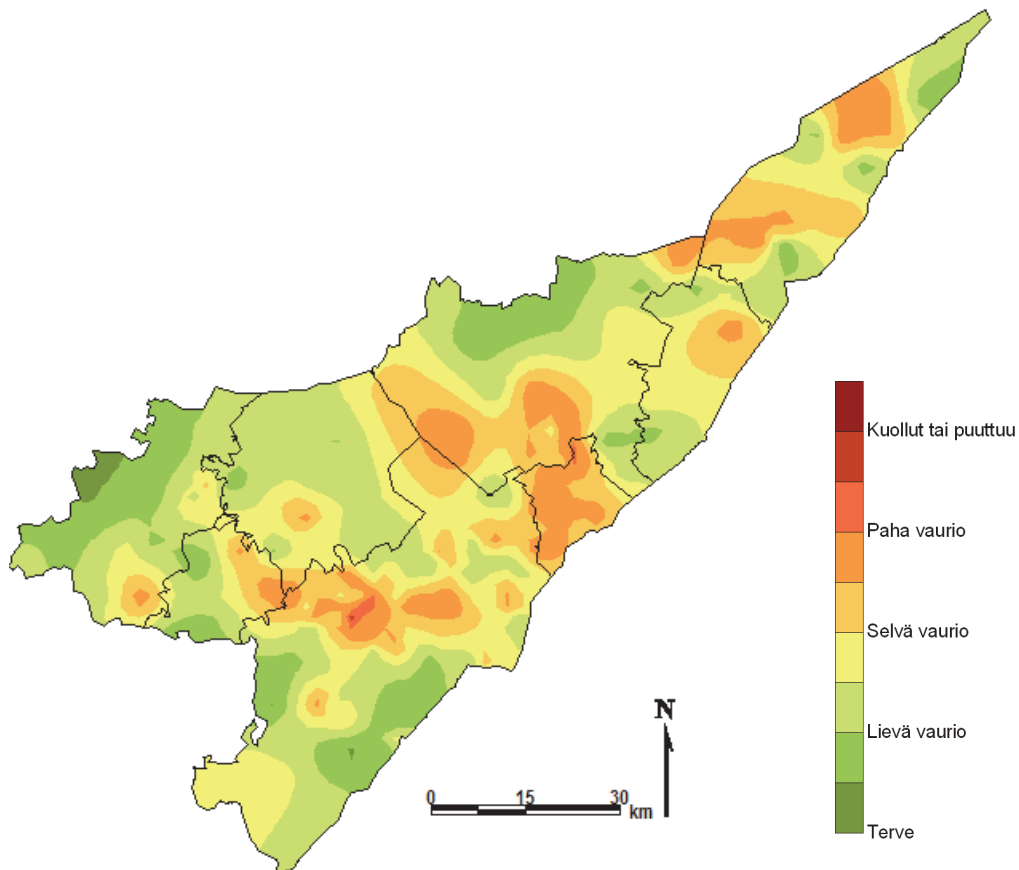 Kuollut tai puuttuu
Paha vaurio
Selvä vaurio
Lievä vaurio
Terve
N
0 15 30
km